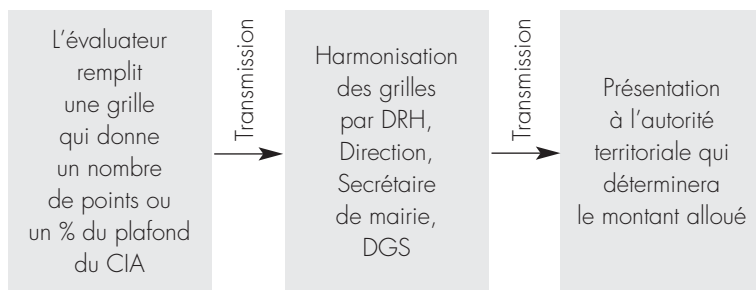 L'évaluateur
remplit
une grille
qui donne
un nombre
de points ou
un % du plafond
du CIA
Transmission
Harmonisation
des grilles
par DRH,
Direction,
Secrétaire
de mairie,
DGS
Transmission
Présentation
à l'autorité
territoriale qui
déterminera
le montant alloué